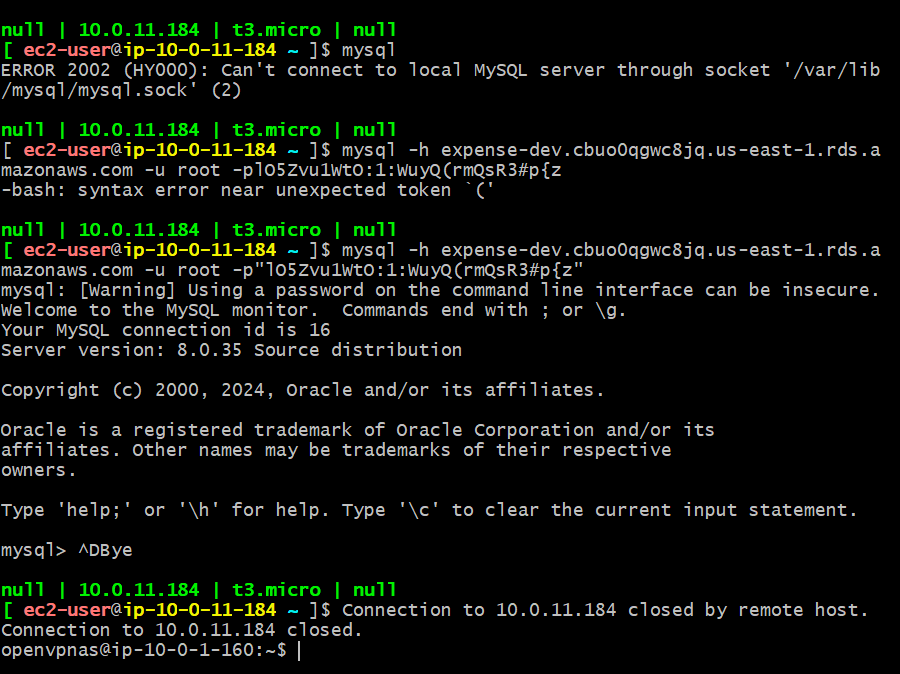 null | 10.0.11.184 | t3.micro | null
[ ec2-user@ip-10-0-11-184 ~ ]$ mysql
ERROR 2002 (HY000): Can't connect to local MySQL server through socket '/var/lib
/mysql/mysql.sock' (2)
null | 10.0.11.184 | t3.micro | null
[ ec2-user@ip-10-0-11-184 ~ ]$ mysql -h expense-dev.cbuo0qgwc8jq.us-east-1.rds.a
mazonaws.com -u root -plO5Zvu1WtO:1:WuyQ(rmQsR3#p{z
-bash: syntax error near unexpected token `('
null | 10.0.11.184 | t3.micro | null
[ ec2-user@ip-10-0-11-184 ~ ]$ mysql -h expense-dev.cbuo0qgwc8jq.us-east-1.rds.a
mazonaws.com -u root -p"lO5Zvu1WtO:1:WuyQ(rmQsR3#p{z"
mysql: [Warning] Using a password on the command line interface can be insecure.
Welcome to the MySQL monitor.  Commands end with ; or \g.
Your MySQL connection id is 16
Server version: 8.0.35 Source distribution
Copyright (c) 2000, 2024, Oracle and/or its affiliates.
Oracle is a registered trademark of Oracle Corporation and/or its
affiliates. Other names may be trademarks of their respective
owners.
Type 'help;' or '\h' for help. Type '\c' to clear the current input statement.
mysql> ^DBye
null | 10.0.11.184 | t3.micro | null
[ ec2-user@ip-10-0-11-184 ~ ]$ Connection to 10.0.11.184 closed by remote host.
Connection to 10.0.11.184 closed.
openvpnas@ip-10-0-1-160:~$